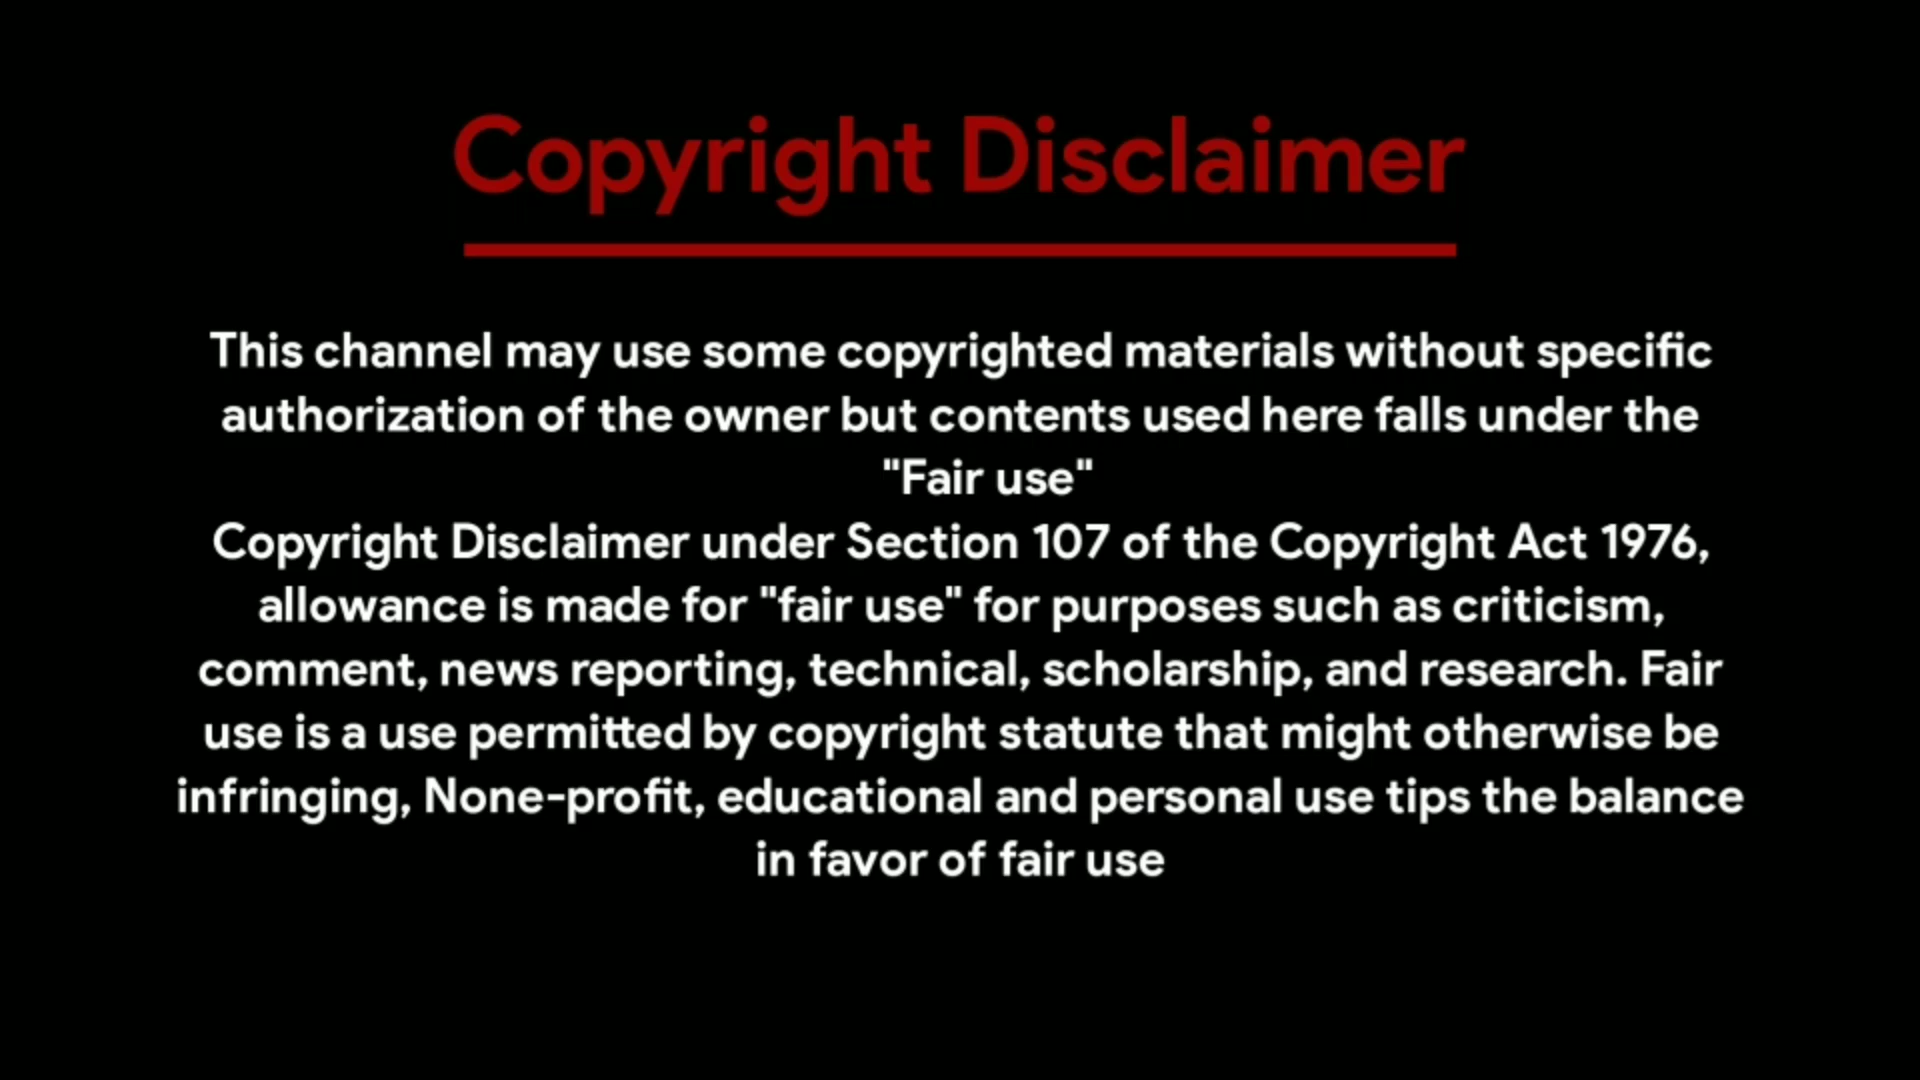 Copyright Disclaimer
This channel may use some copyrighted materials without specific
authorization of the owner but contents used here falls under the
"Fair use"
Copyright Disclaimer under Section 107 of the Copyright Act 1976,
allowance is made for "fair use" for purposes such as criticism,
comment, news reporting, technical, scholarship, and research. Fair
use is a use permitted by copyright statute that might otherwise be
infringing, None-profit, educational and personal use tips the balance
in favor of fair use